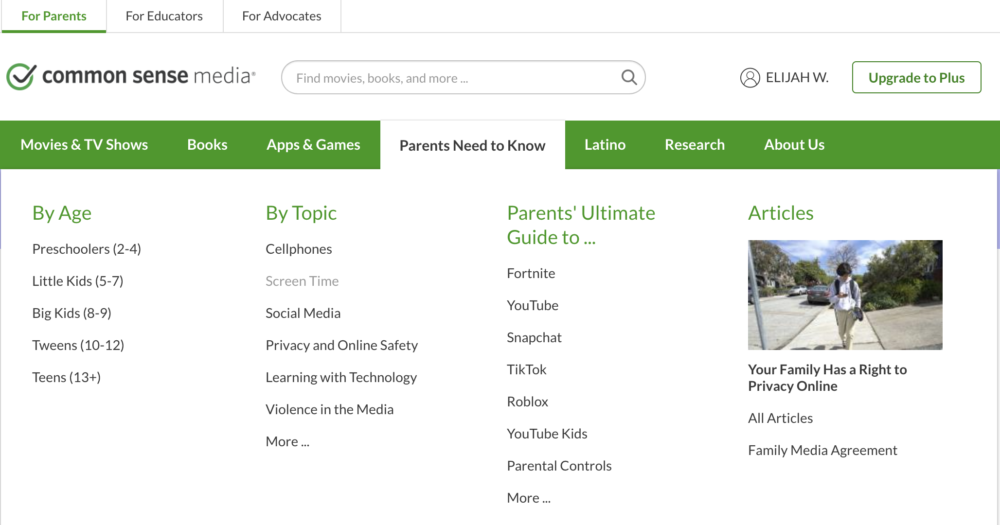 For Parents
For Educators
For Advocates
common sense media®
Find movies, books, and more ...
ELIJAH W.
Upgrade to Plus
Movies & TV Shows
Books
Apps & Games
Parents Need to Know
Latino
Research
About Us
By Age
Preschoolers (2-4)
Little Kids (5-7)
Big Kids (8-9)
Tweens (10-12)
Teens (13+)
By Topic
Cellphones
Screen Time
Social Media
Privacy and Online Safety
Learning with Technology
Violence in the Media
More ...
Parents' Ultimate
Guide to ...
Fortnite
YouTube
Snapchat
TikTok
Roblox
YouTube Kids
Parental Controls
More ...
Articles
Your Family Has a Right to
Privacy Online
All Articles
Family Media Agreement